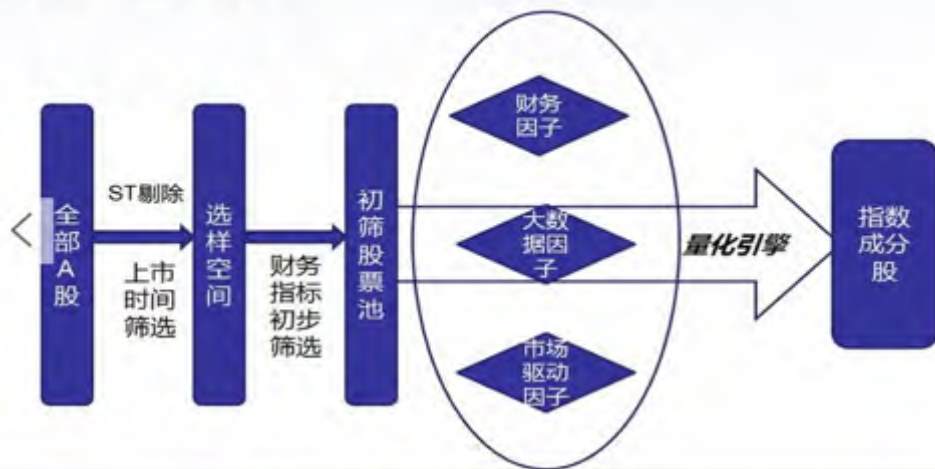 全部A股
ST剔除
上市
时间
筛选
选样空间
财务
指标
初步
筛选
初筛股票池
财务
因子
大数
据因
子
市场
驱动
因子
量化引擎
指数
成分
股